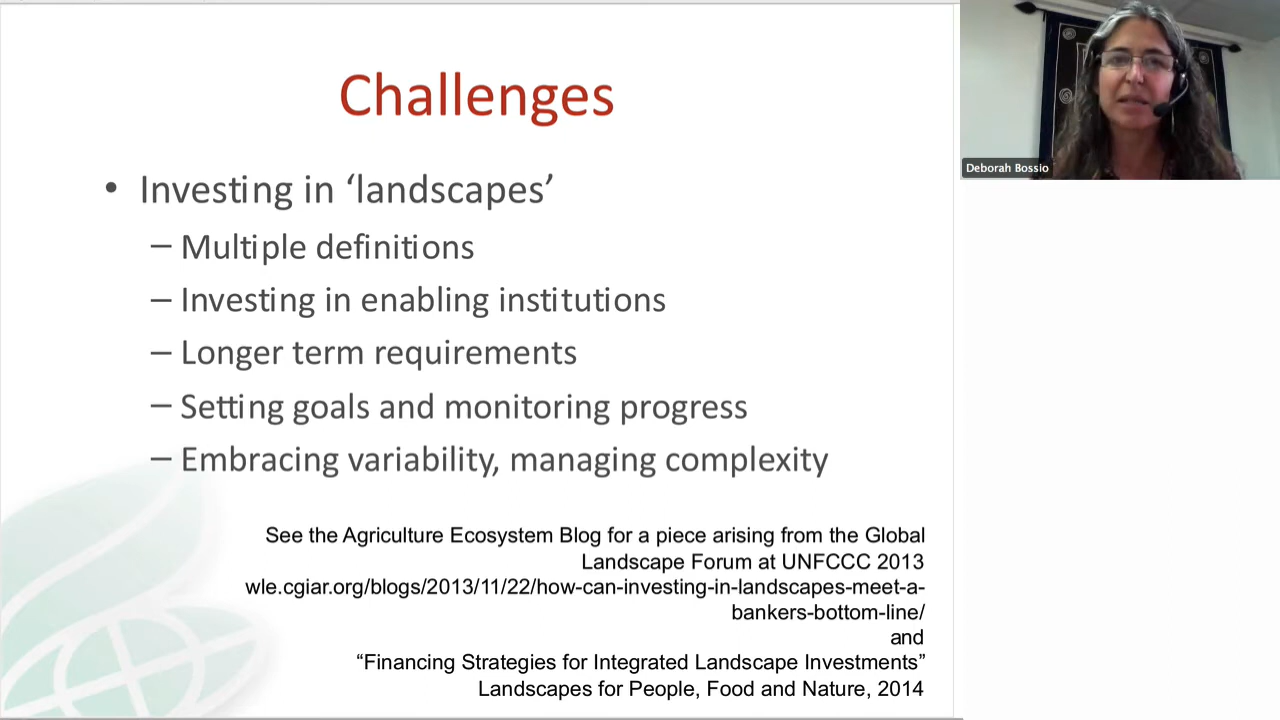 Challenges
• Investing in ‘landscapes’
– Multiple definitions
– Investing in enabling institutions
– Longer term requirements
– Setting goals and monitoring progress
– Embracing variability, managing complexity
See the Agriculture Ecosystem Blog for a piece arising from the Global
Landscape Forum at UNFCCC 2013
wle.cgiar.org/blogs/2013/11/22/how-can-investing-in-landscapes-meet-a-
bankers-bottom-line/
and
“Financing Strategies for Integrated Landscape Investments”
Landscapes for People, Food and Nature, 2014
Deborah Bossio